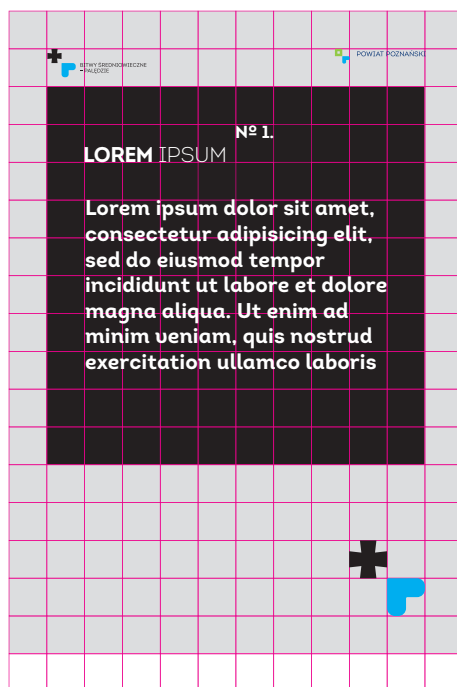 BITWY ŚREDNIOWIECZNE
– PALĘDZIE
POWIAT POZNAŃSKI
Nº 1.
LOREM IPSUM
Lorem ipsum dolor sit amet,
consectetur adipisicing elit,
sed do eiusmod tempor
incididunt ut labore et dolore
magna aliqua. Ut enim ad
minim veniam, quis nostrud
exercitation ullamco laboris